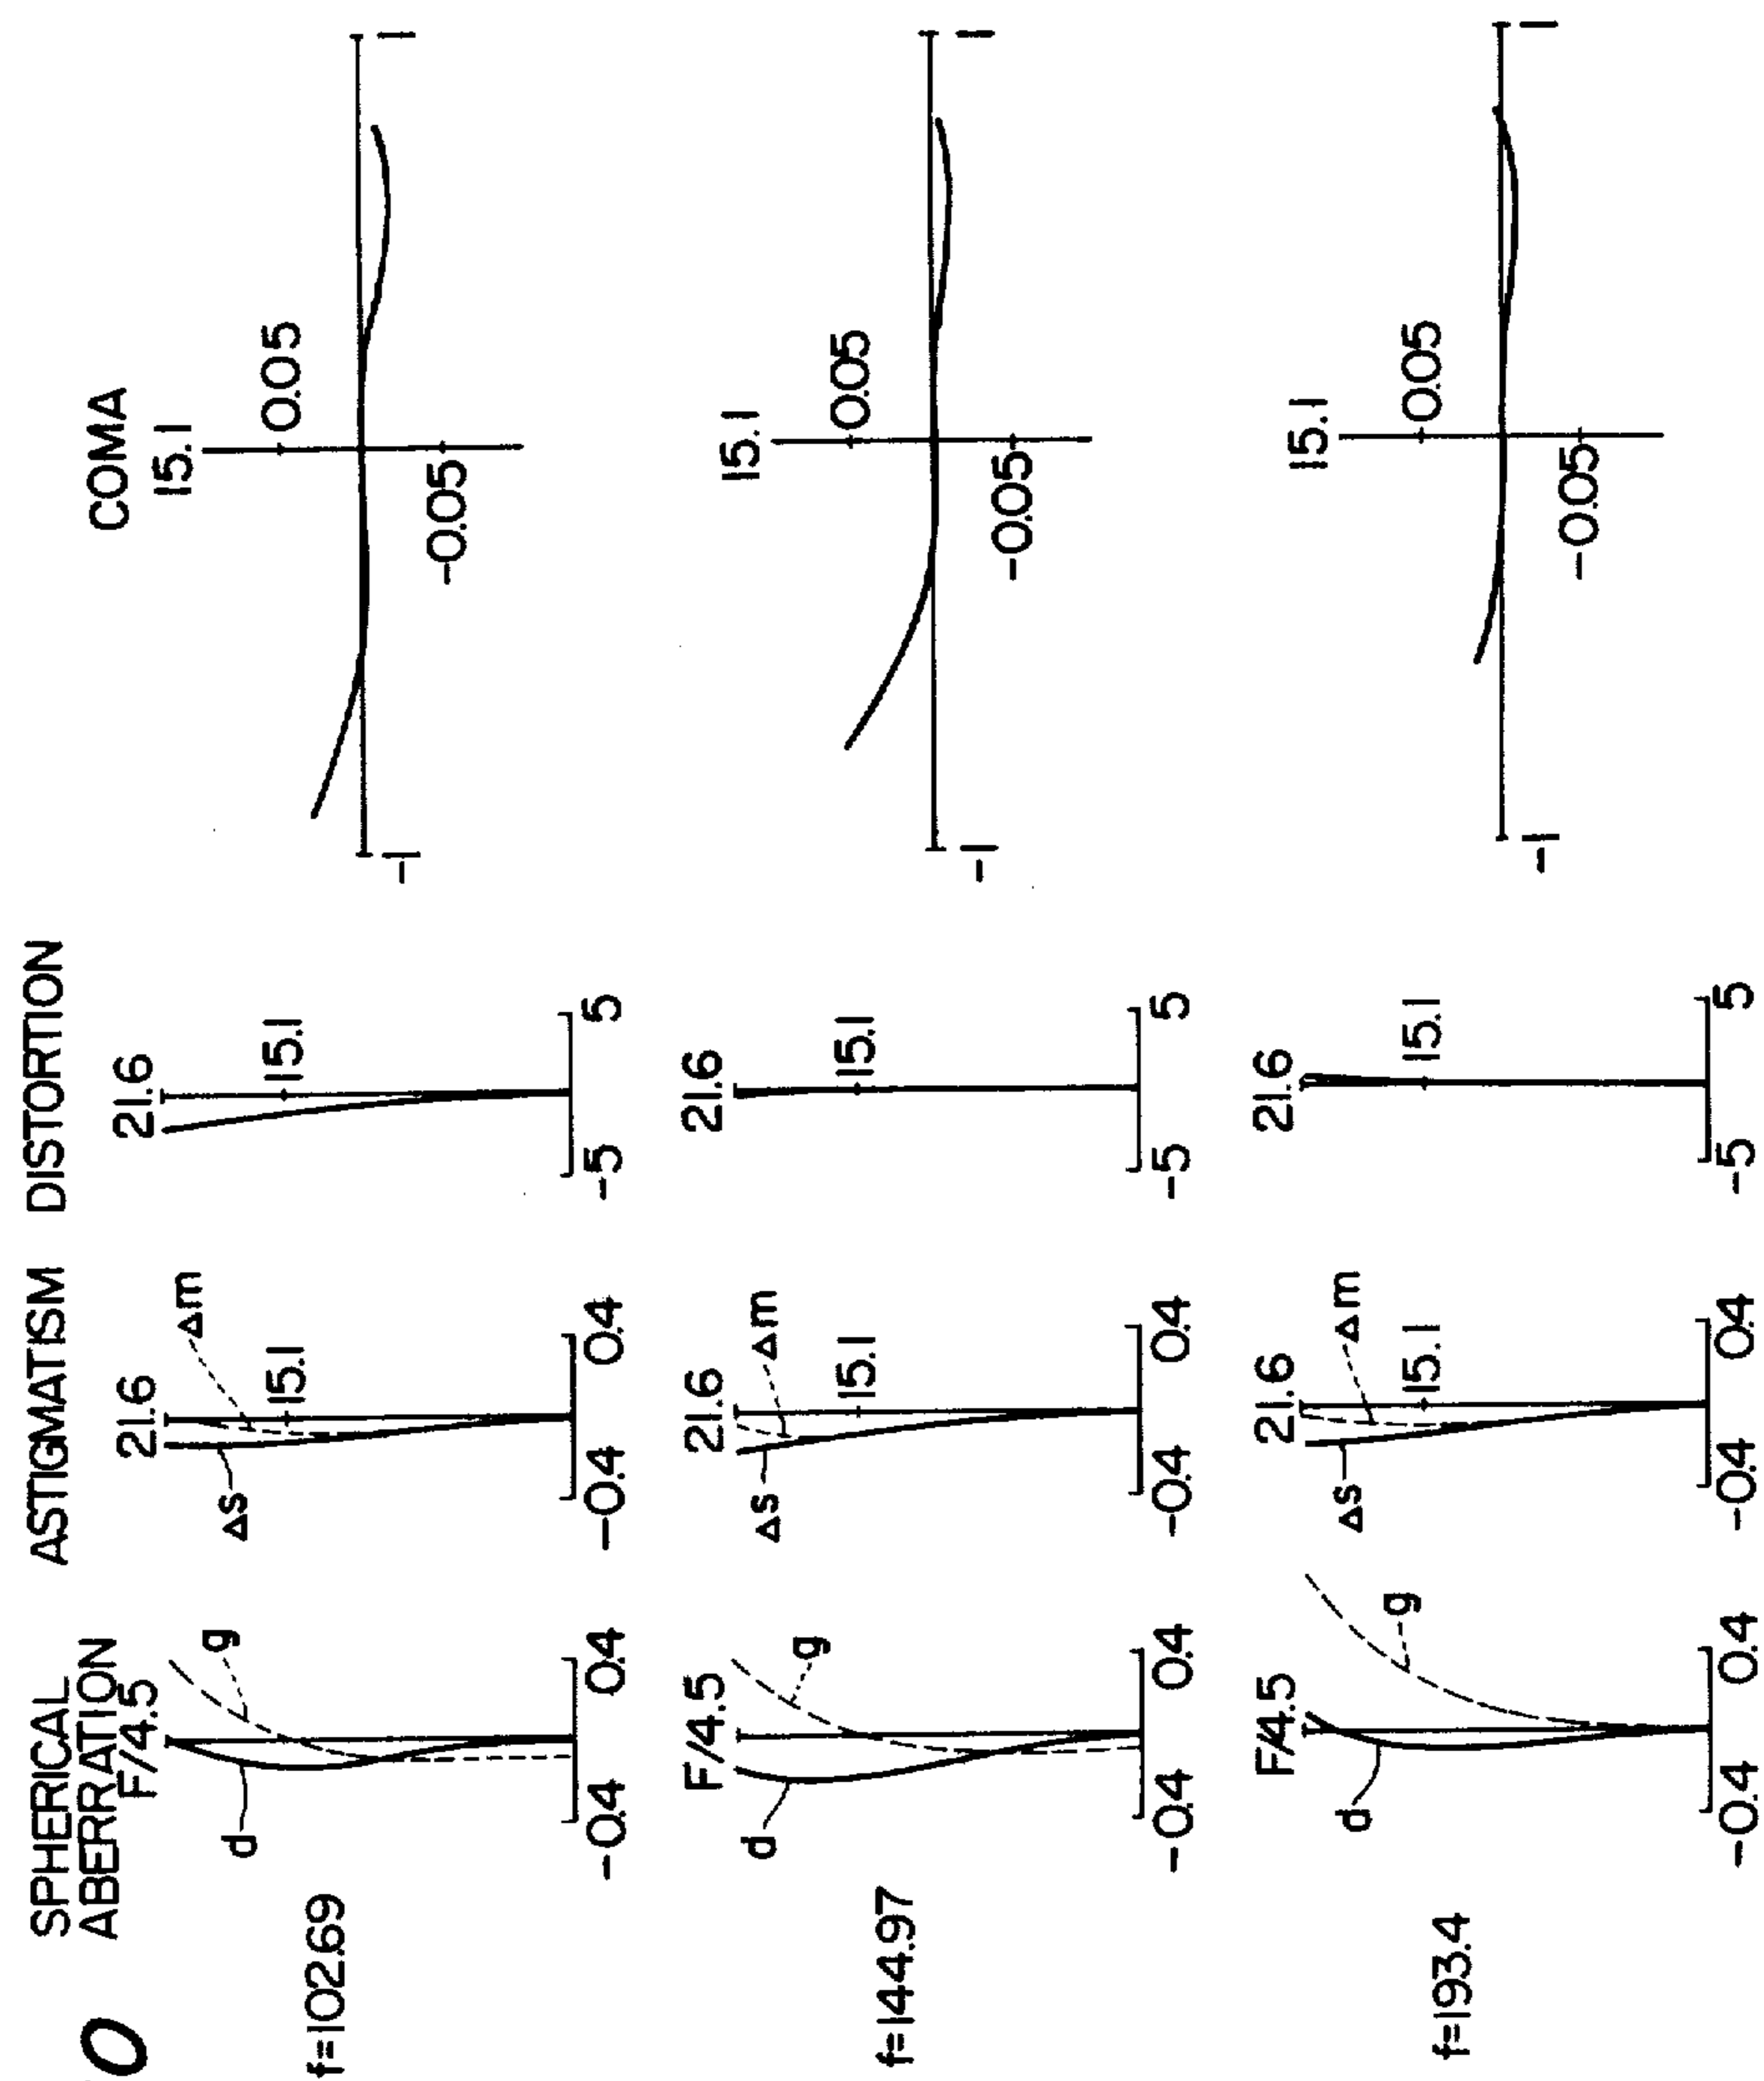 0
SPHERICAL
ABERRATION
ASTIGMATISM
DISTORTION
COMA
f=102.69
F/4.5
d
g
-0.4
0.4
21.6
15.1
Δs
Δm
-0.4
0.4
21.6
15.1
-5
5
15.1
0.05
-0.05
-1
1
f=144.97
F/4.5
d
g
-0.4
0.4
21.6
15.1
Δs
Δm
-0.4
0.4
21.6
15.1
-5
5
15.1
0.05
-0.05
-1
1
f=193.4
F/4.5
d
g
-0.4
0.4
21.6
15.1
Δs
Δm
-0.4
0.4
21.6
15.1
-5
5
15.1
0.05
-0.05
-1
1